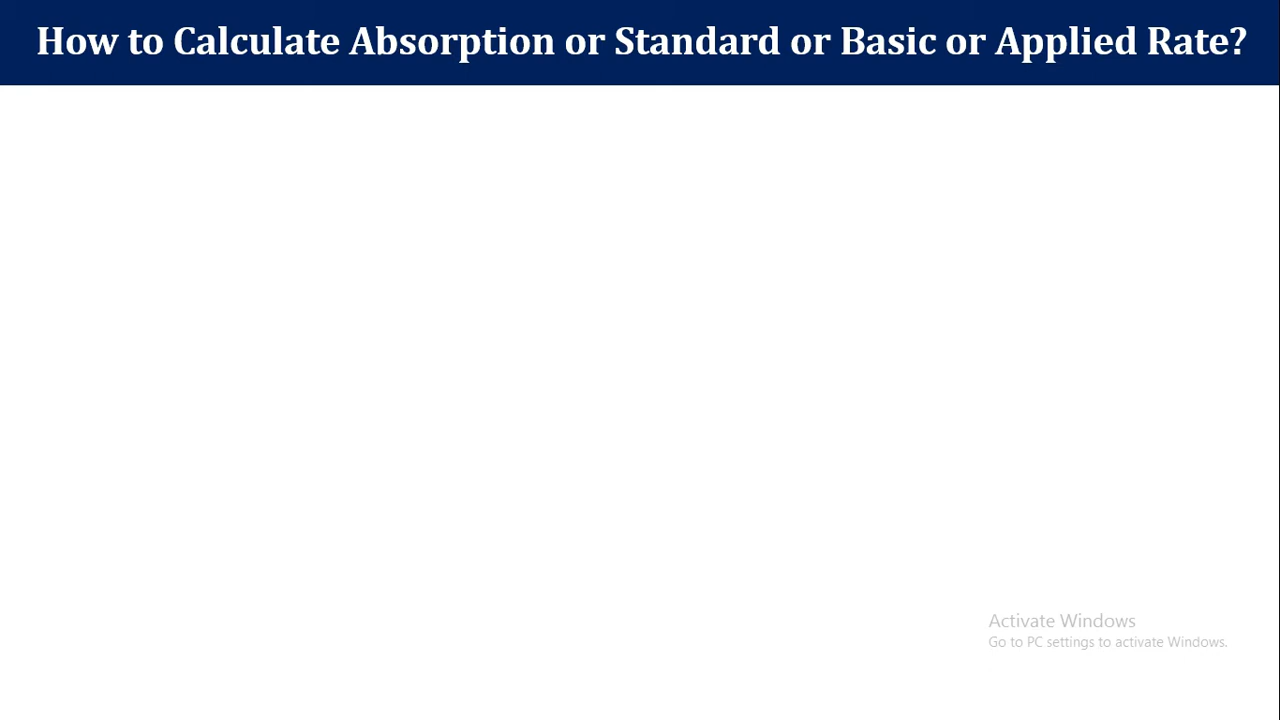 How to Calculate Absorption or Standard or Basic or Applied Rate?
Activate Windows
Go to PC settings to activate Windows.